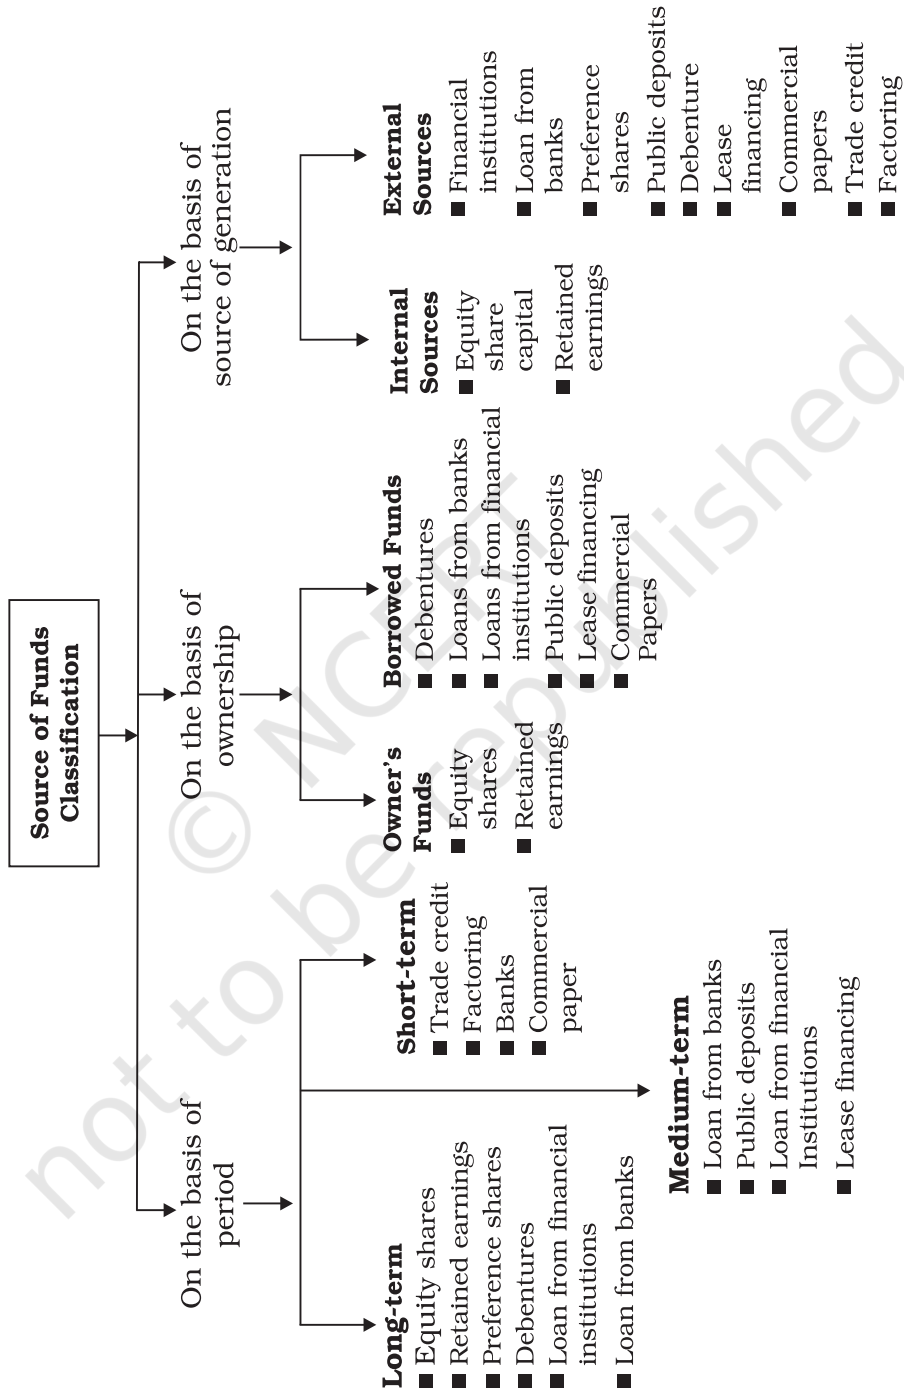 Source of Funds
Classification
On the basis of
period
Long-term
■ Equity shares
■ Retained earnings
■ Preference shares
■ Debentures
■ Loan from financial
institutions
■ Loan from banks
Medium-term
■ Loan from banks
■ Public deposits
■ Loan from financial
Institutions
■ Lease financing
Short-term
■ Trade credit
■ Factoring
■ Banks
■ Commercial
paper
On the basis of
ownership
Owner's
Funds
■ Equity
shares
■ Retained
earnings
Borrowed Funds
■ Debentures
■ Loans from banks
■ Loans from financial
institutions
■ Public deposits
■ Lease financing
■ Commercial
Papers
On the basis of
source of generation
Internal
Sources
■ Equity
share
capital
■ Retained
earnings
External
Sources
■ Financial
institutions
■ Loan from
banks
■ Preference
shares
■ Public deposits
■ Debenture
■ Lease
financing
■ Commercial
papers
■ Trade credit
■ Factoring
© NCERT
not to be republished